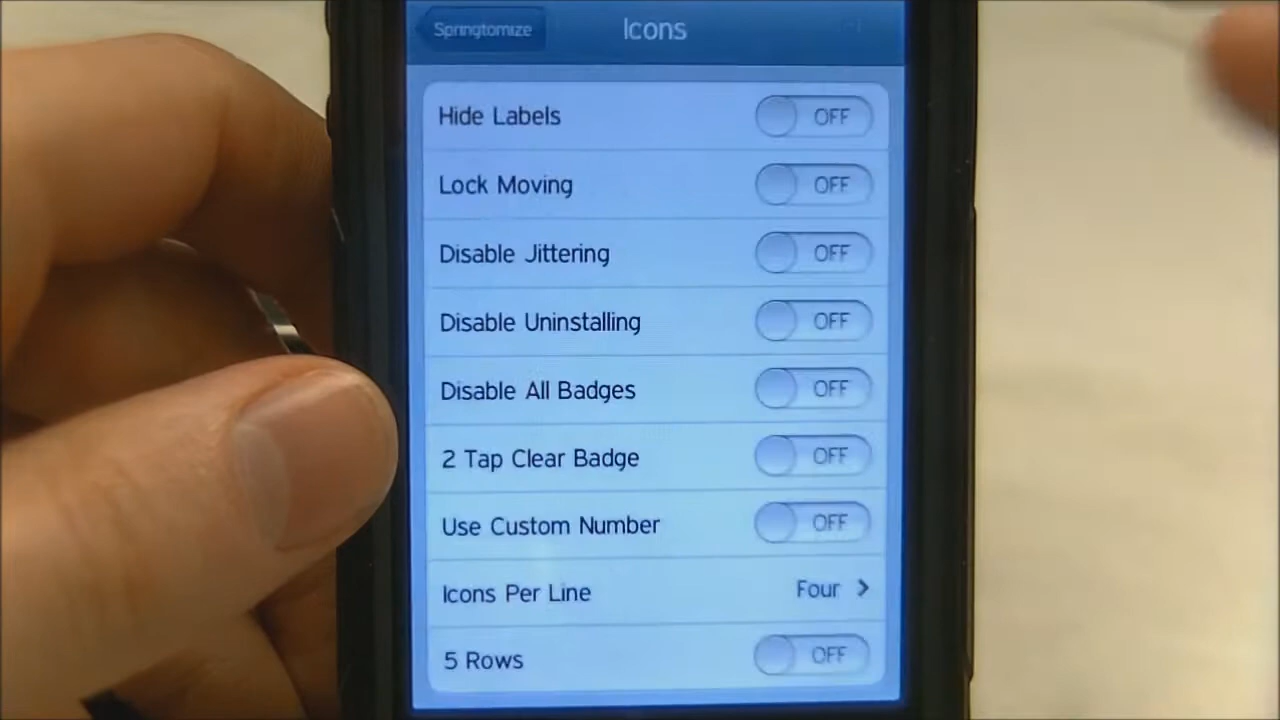 Springtomize
Icons
Hide Labels OFF
Lock Moving OFF
Disable Jittering OFF
Disable Uninstalling OFF
Disable All Badges OFF
2 Tap Clear Badge OFF
Use Custom Number OFF
Icons Per Line Four >
5 Rows OFF